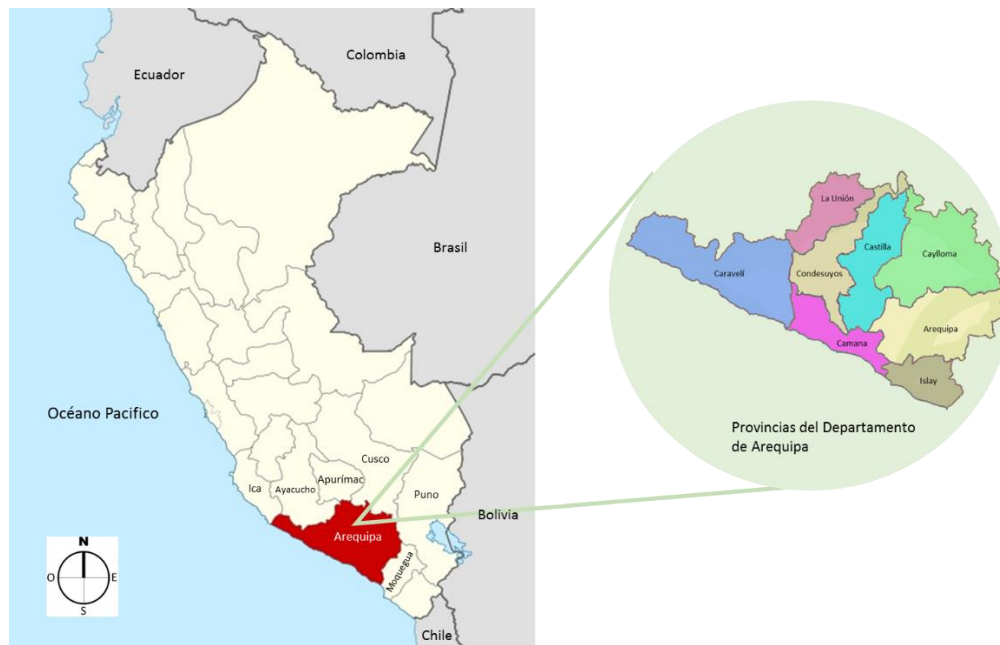 Colombia
Ecuador
Brasil
Océano Pacifico
Cusco
Apurímac
Ica
Ayacucho
Puno
Bolivia
Arequipa
Moquegua
Chile
N
O
E
S
La Unión
Castilla
Caylloma
Caravelí
Condesuyos
Arequipa
Camana
Islay
Provincias del Departamento
de Arequipa